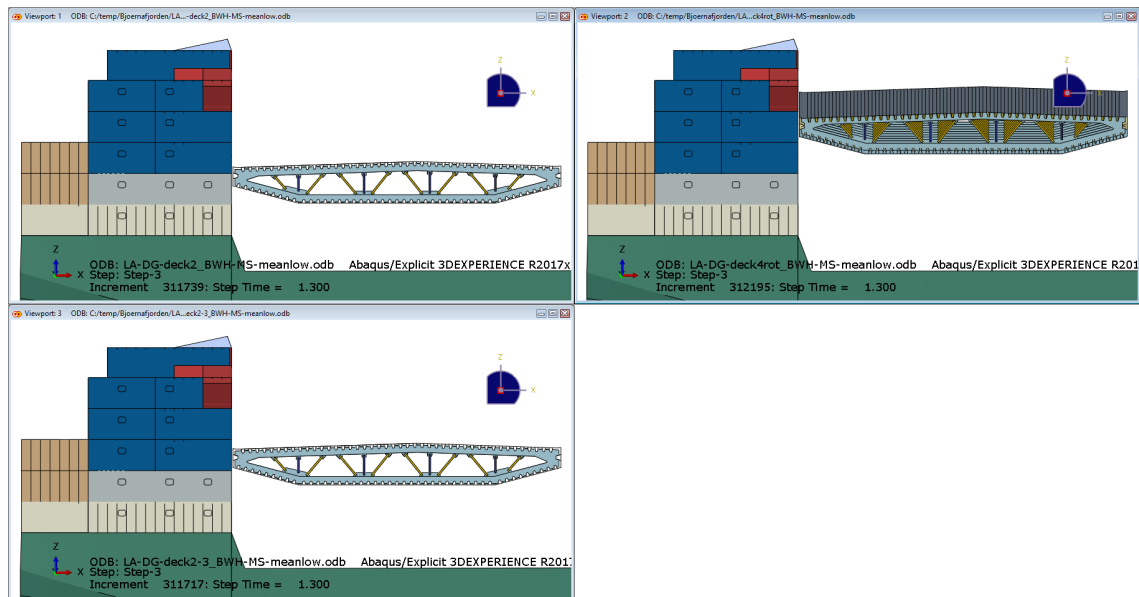 Viewport: 1 ODB: C:/temp/Bjoernafjorden/LA...-deck2_BWH-MS-meanlow.odb
Z
X
Z
X
ODB: LA-DG-deck2_BWH-MS-meanlow.odb Abaqus/Explicit 3DEXPERIENCE R2017x
Step: Step-3
Increment 311739: Step Time = 1.300
Viewport: 2 ODB: C:/temp/Bjoernafjorden/LA...ck4rot_BWH-MS-meanlow.odb
Z
X
Z
X
ODB: LA-DG-deck4rot_BWH-MS-meanlow.odb Abaqus/Explicit 3DEXPERIENCE R201
Step: Step-3
Increment 312195: Step Time = 1.300
Viewport: 3 ODB: C:/temp/Bjoernafjorden/LA...eck2-3_BWH-MS-meanlow.odb
Z
X
Z
X
ODB: LA-DG-deck2-3_BWH-MS-meanlow.odb Abaqus/Explicit 3DEXPERIENCE R201
Step: Step-3
Increment 311717: Step Time = 1.300